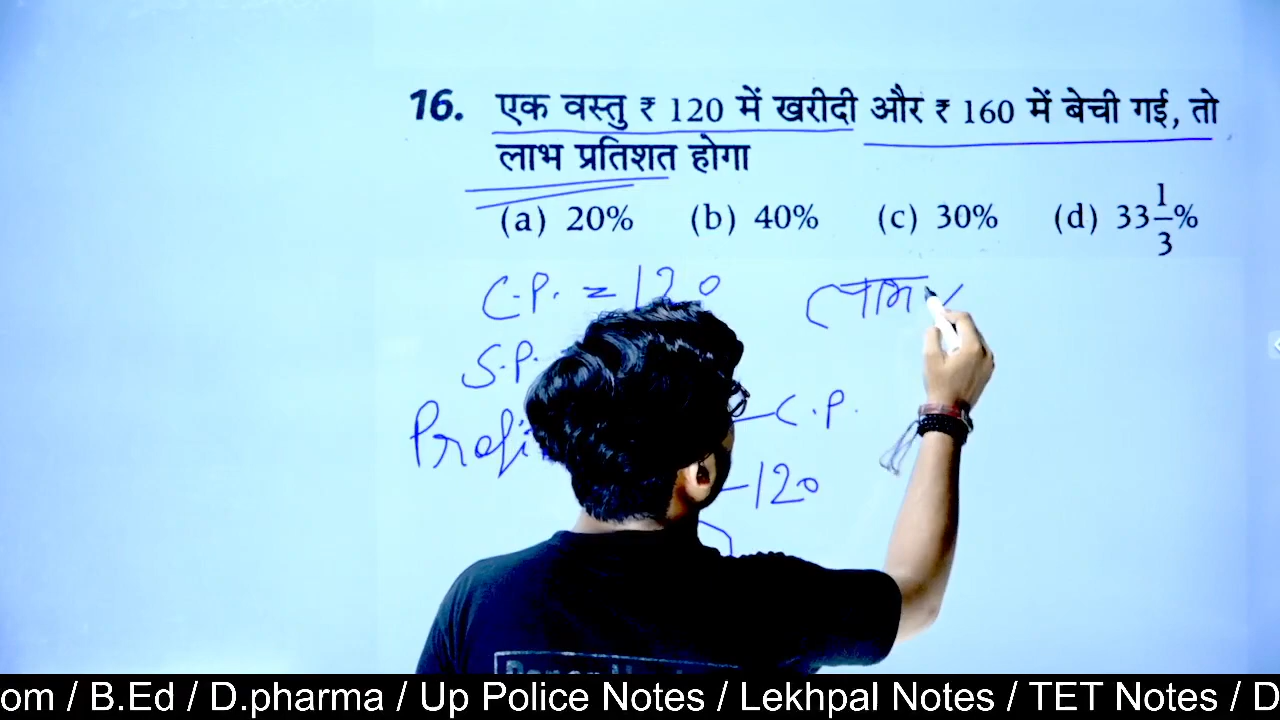 16. एक वस्तु ₹ 120 में खरीदी और ₹ 160 में बेची गई, तो
लाभ प्रतिशत होगा
(a) 20% (b) 40% (c) 30% (d) 33 1/3%
C.P. = 120
लाभ
S.P.
Profi
- C.P.
- 120
om / B.Ed / D.pharma / Up Police Notes / Lekhpal Notes / TET Notes / D